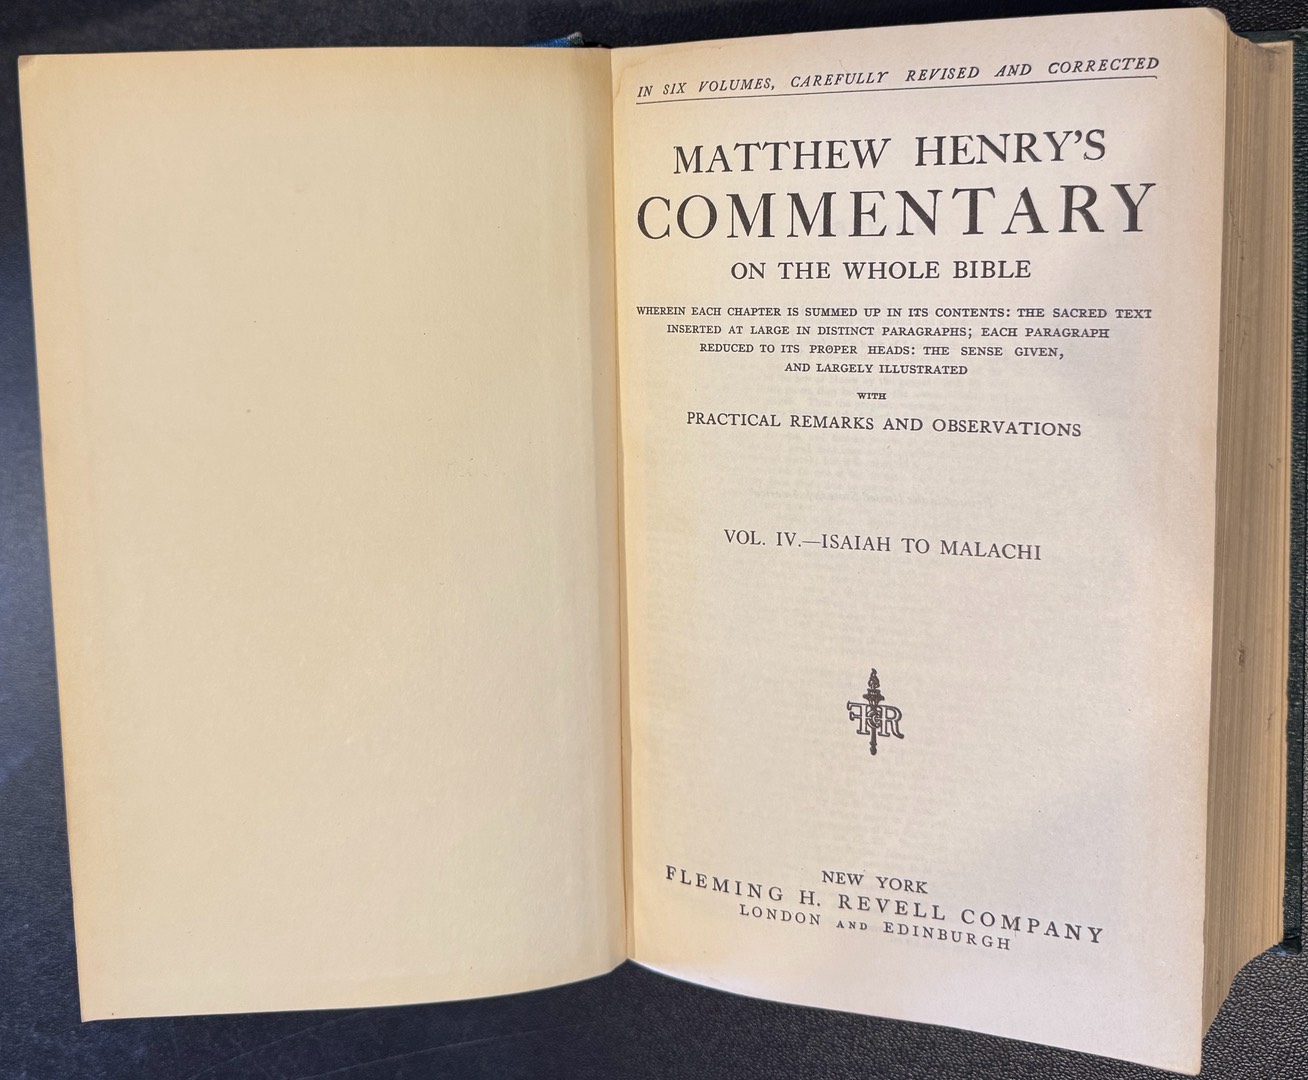 IN SIX VOLUMES, CAREFULLY REVISED AND CORRECTED
MATTHEW HENRY'S
COMMENTARY
ON THE WHOLE BIBLE
WHEREIN EACH CHAPTER IS SUMMED UP IN ITS CONTENTS: THE SACRED TEXT
INSERTED AT LARGE IN DISTINCT PARAGRAPHS; EACH PARAGRAPH
REDUCED TO ITS PROPER HEADS: THE SENSE GIVEN,
AND LARGELY ILLUSTRATED
WITH
PRACTICAL REMARKS AND OBSERVATIONS
VOL. IV.—ISAIAH TO MALACHI
NEW YORK
FLEMING H. REVELL COMPANY
LONDON AND EDINBURGH